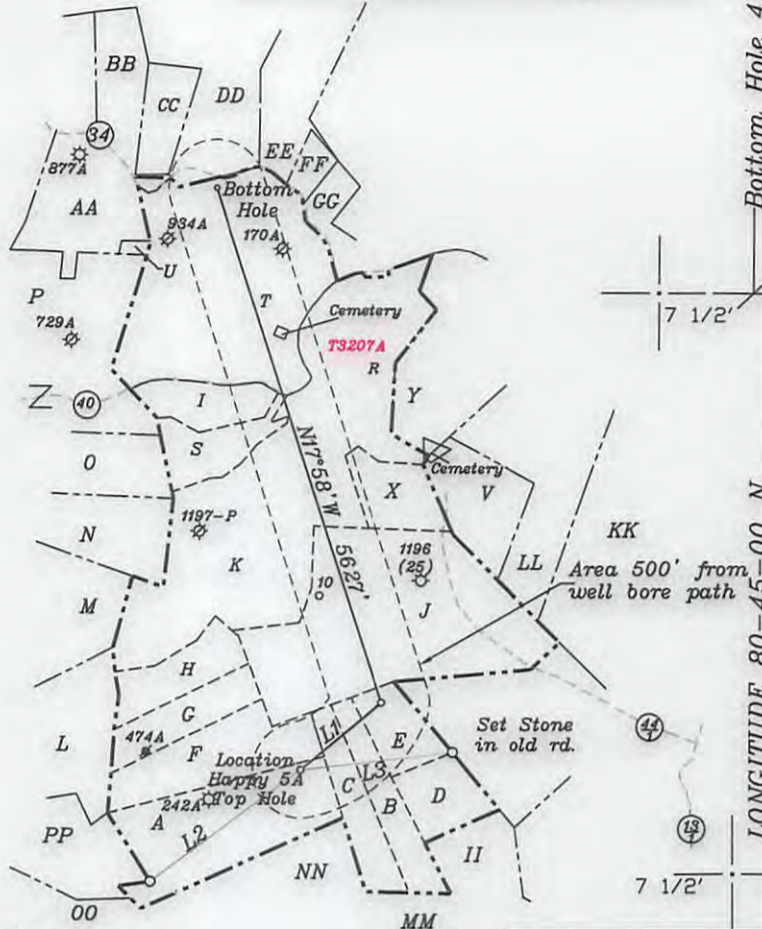 BB
CC
DD
34
877A
EE
FF
GG
AA
Bottom
Hole
934A
170A
U
P
T
Cemetery
729A
T3207A
R
Y
40
I
S
O
N17°58'W
5627'
Cemetery
X
V
N
1197-P
K
1196
(25)
10
J
KK
LL
Area 500' from
well bore path
M
H
G
L
474A
F
Location
Happy 5A
Top Hole
L1
E
Set Stone
in old rd.
44
1
242A
A
C
L3
B
D
L2
PP
II
13
1
NN
OO
MM
Bottom Hole 4
7 1/2'
LONGITUDE 80-45-00 N
7 1/2'